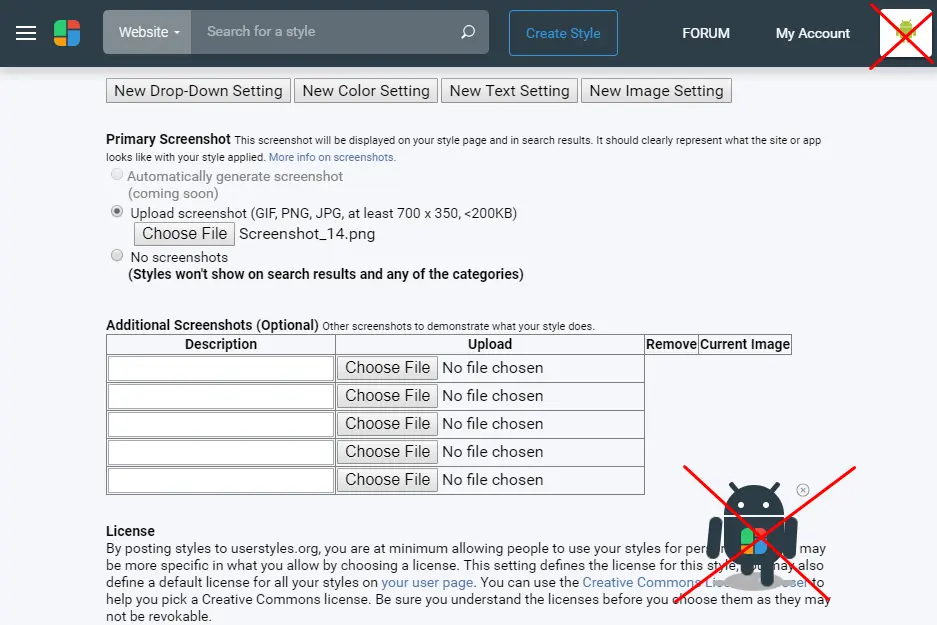 Website
Search for a style
Create Style
FORUM
My Account
New Drop-Down Setting
New Color Setting
New Text Setting
New Image Setting
Primary Screenshot This screenshot will be displayed on your style page and in search results. It should clearly represent what the site or app
looks like with your style applied. More info on screenshots.
Automatically generate screenshot
(coming soon)
Upload screenshot (GIF, PNG, JPG, at least 700 x 350, <200KB)
Choose File Screenshot_14.png
No screenshots
(Styles won't show on search results and any of the categories)
Additional Screenshots (Optional) Other screenshots to demonstrate what your style does.
Description Upload Remove Current Image
Choose File No file chosen
Choose File No file chosen
Choose File No file chosen
Choose File No file chosen
Choose File No file chosen
License
By posting styles to userstyles.org, you are at minimum allowing people to use your styles for may
be more specific in what you allow by choosing a license. This setting defines the license for this style, may also
define a default license for all your styles on your user page. You can use the Creative Commons to
help you pick a Creative Commons license. Be sure you understand the licenses before you choose them as they may
not be revokable.